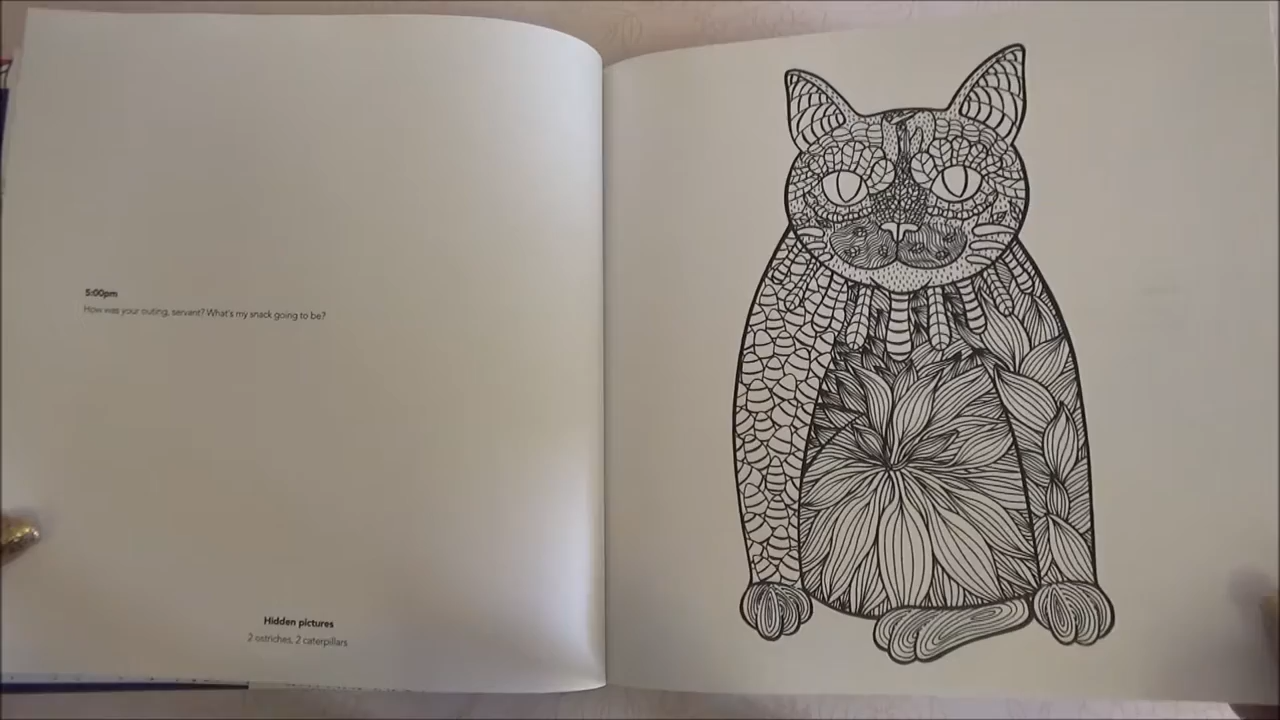 5:00pm
How was your outing, servant? What's my snack going to be?
Hidden pictures
2 ostriches, 2 caterpillars